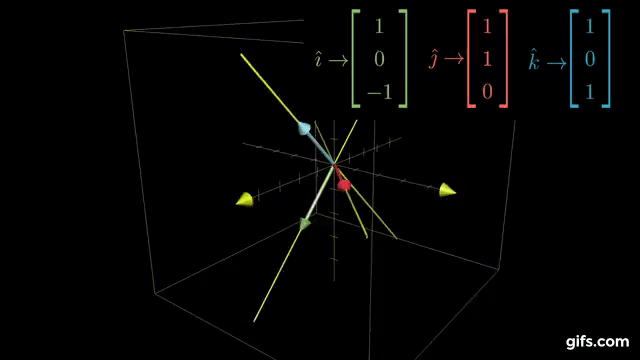 î → [1 0 −1] ĵ → [1 1 0] k̂ → [1 0 1]
gifs.com